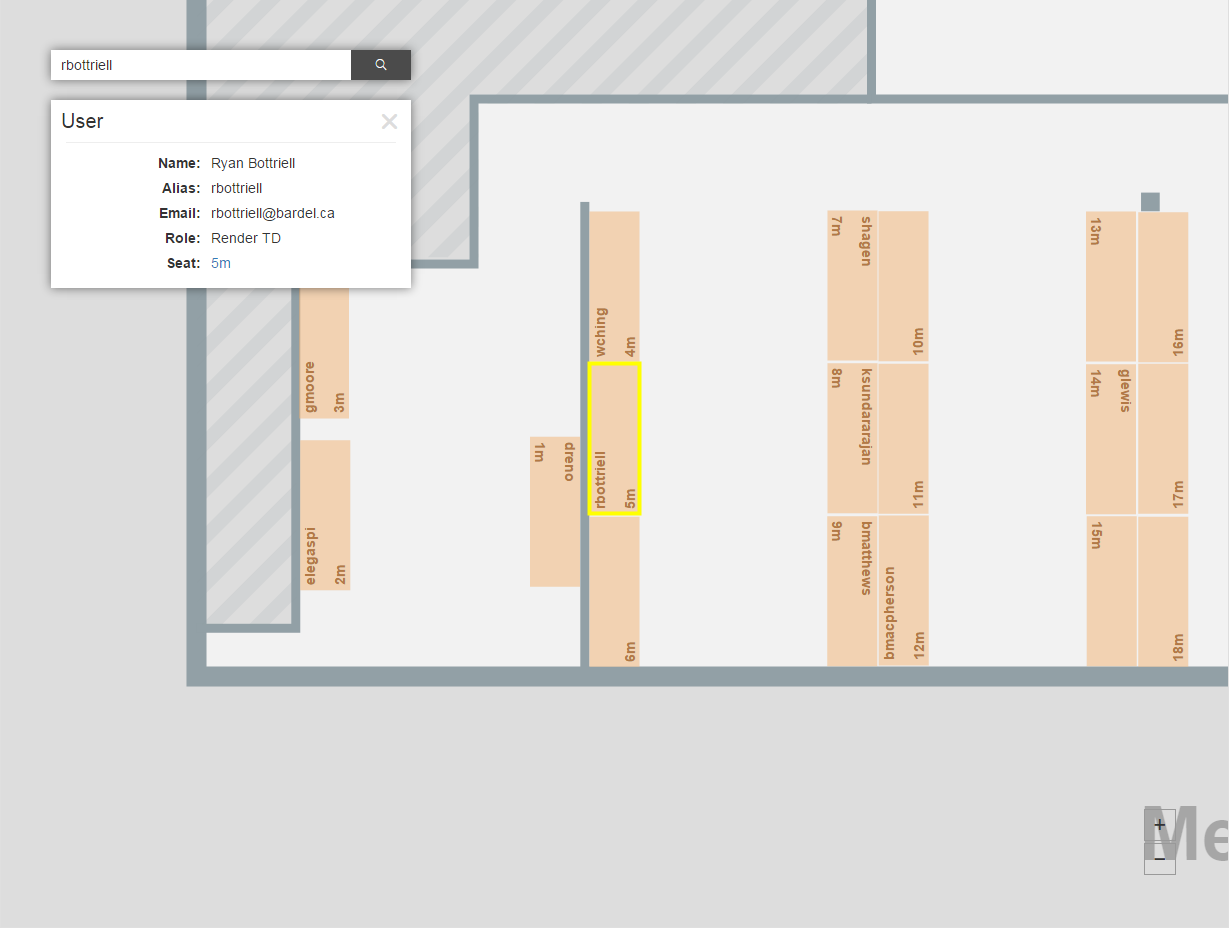 rbottriell
User
Name: Ryan Bottriell
Alias: rbottriell
Email: rbottriell@bardel.ca
Role: Render TD
Seat: 5m
gmoore
3m
elegaspi
2m
1m
dreno
wching
4m
rbottriell
5m
6m
7m
shagen
10m
8m
ksundararajan
11m
9m
bmatthews
bmacpherson
12m
13m
16m
14m
glewis
17m
15m
18m
Me
+
−